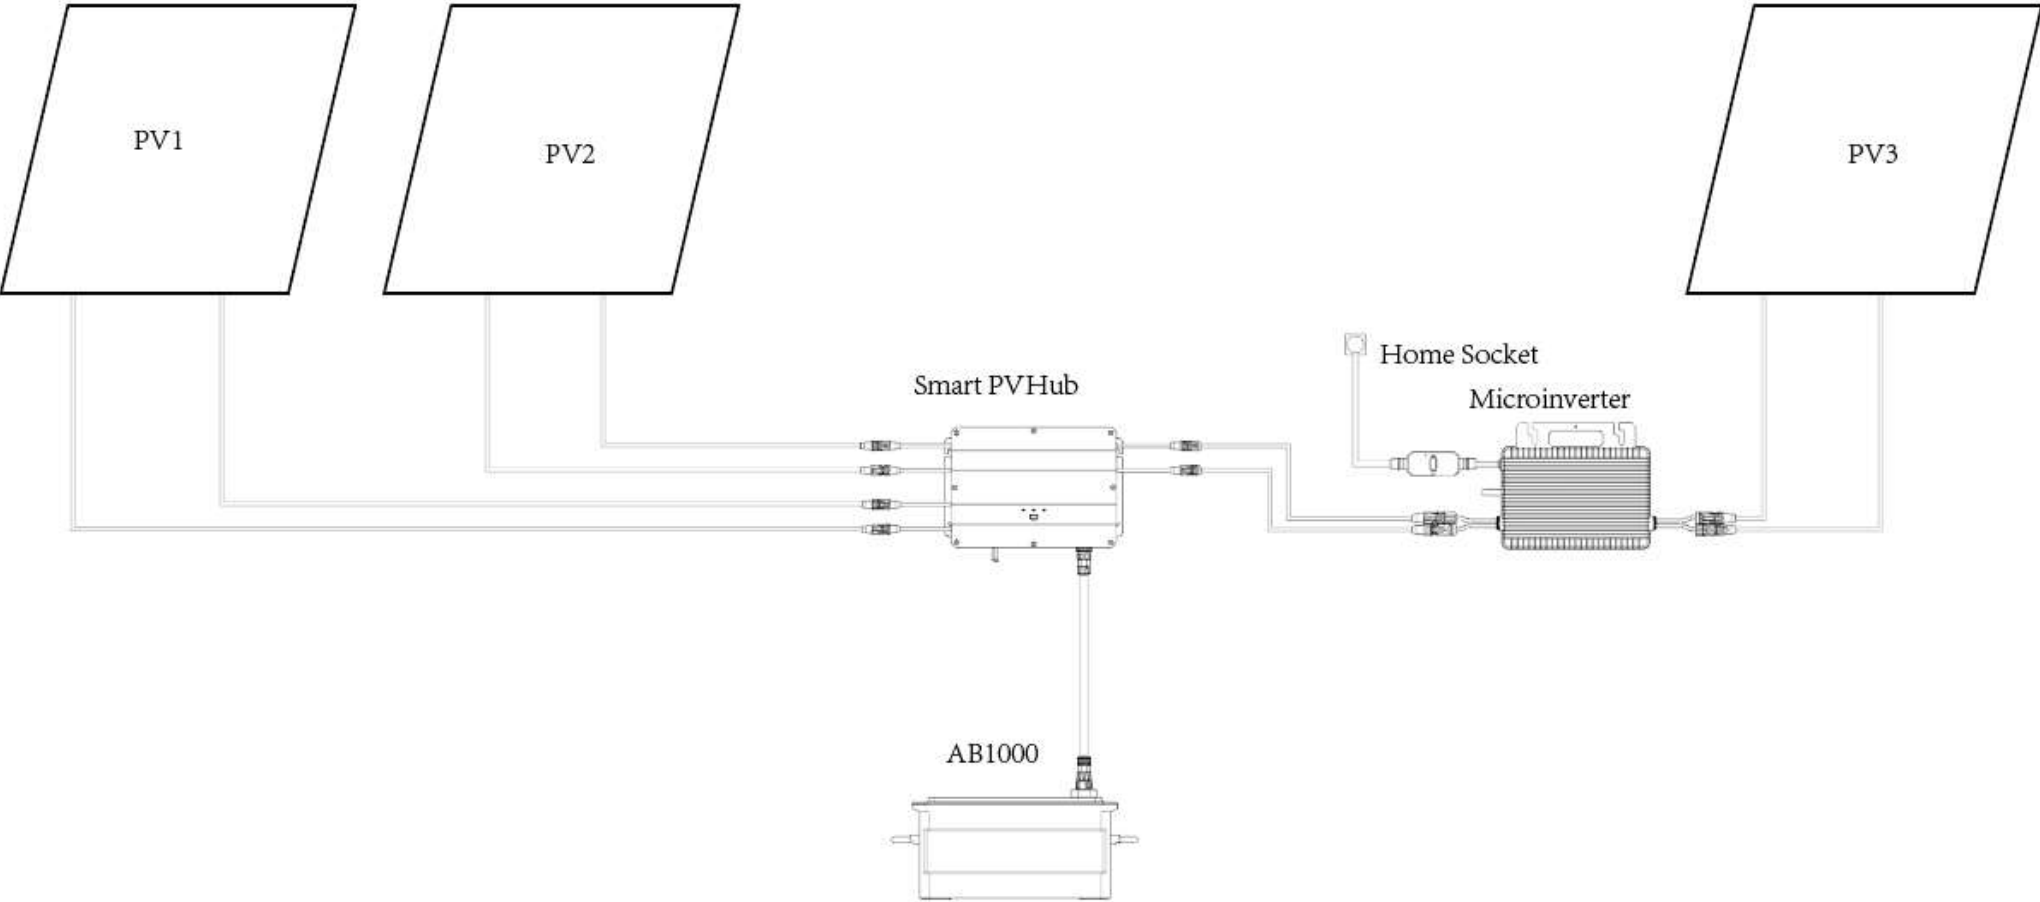 PV1
PV2
PV3
Home Socket
Smart PVHub
Microinverter
AB1000